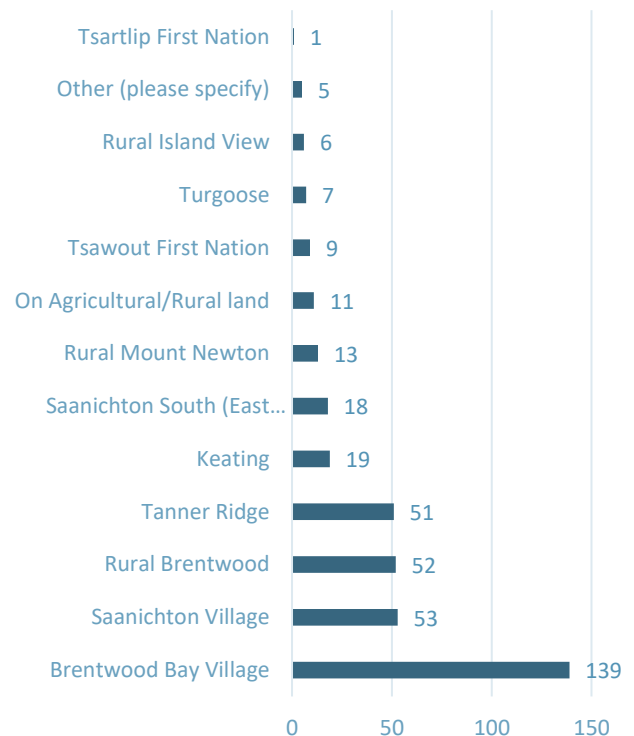 Tsartlip First Nation 1
Other (please specify) 5
Rural Island View 6
Turgoose 7
Tsawout First Nation 9
On Agricultural/Rural land 11
Rural Mount Newton 13
Saanichton South (East... 18
Keating 19
Tanner Ridge 51
Rural Brentwood 52
Saanichton Village 53
Brentwood Bay Village 139
0 50 100 150